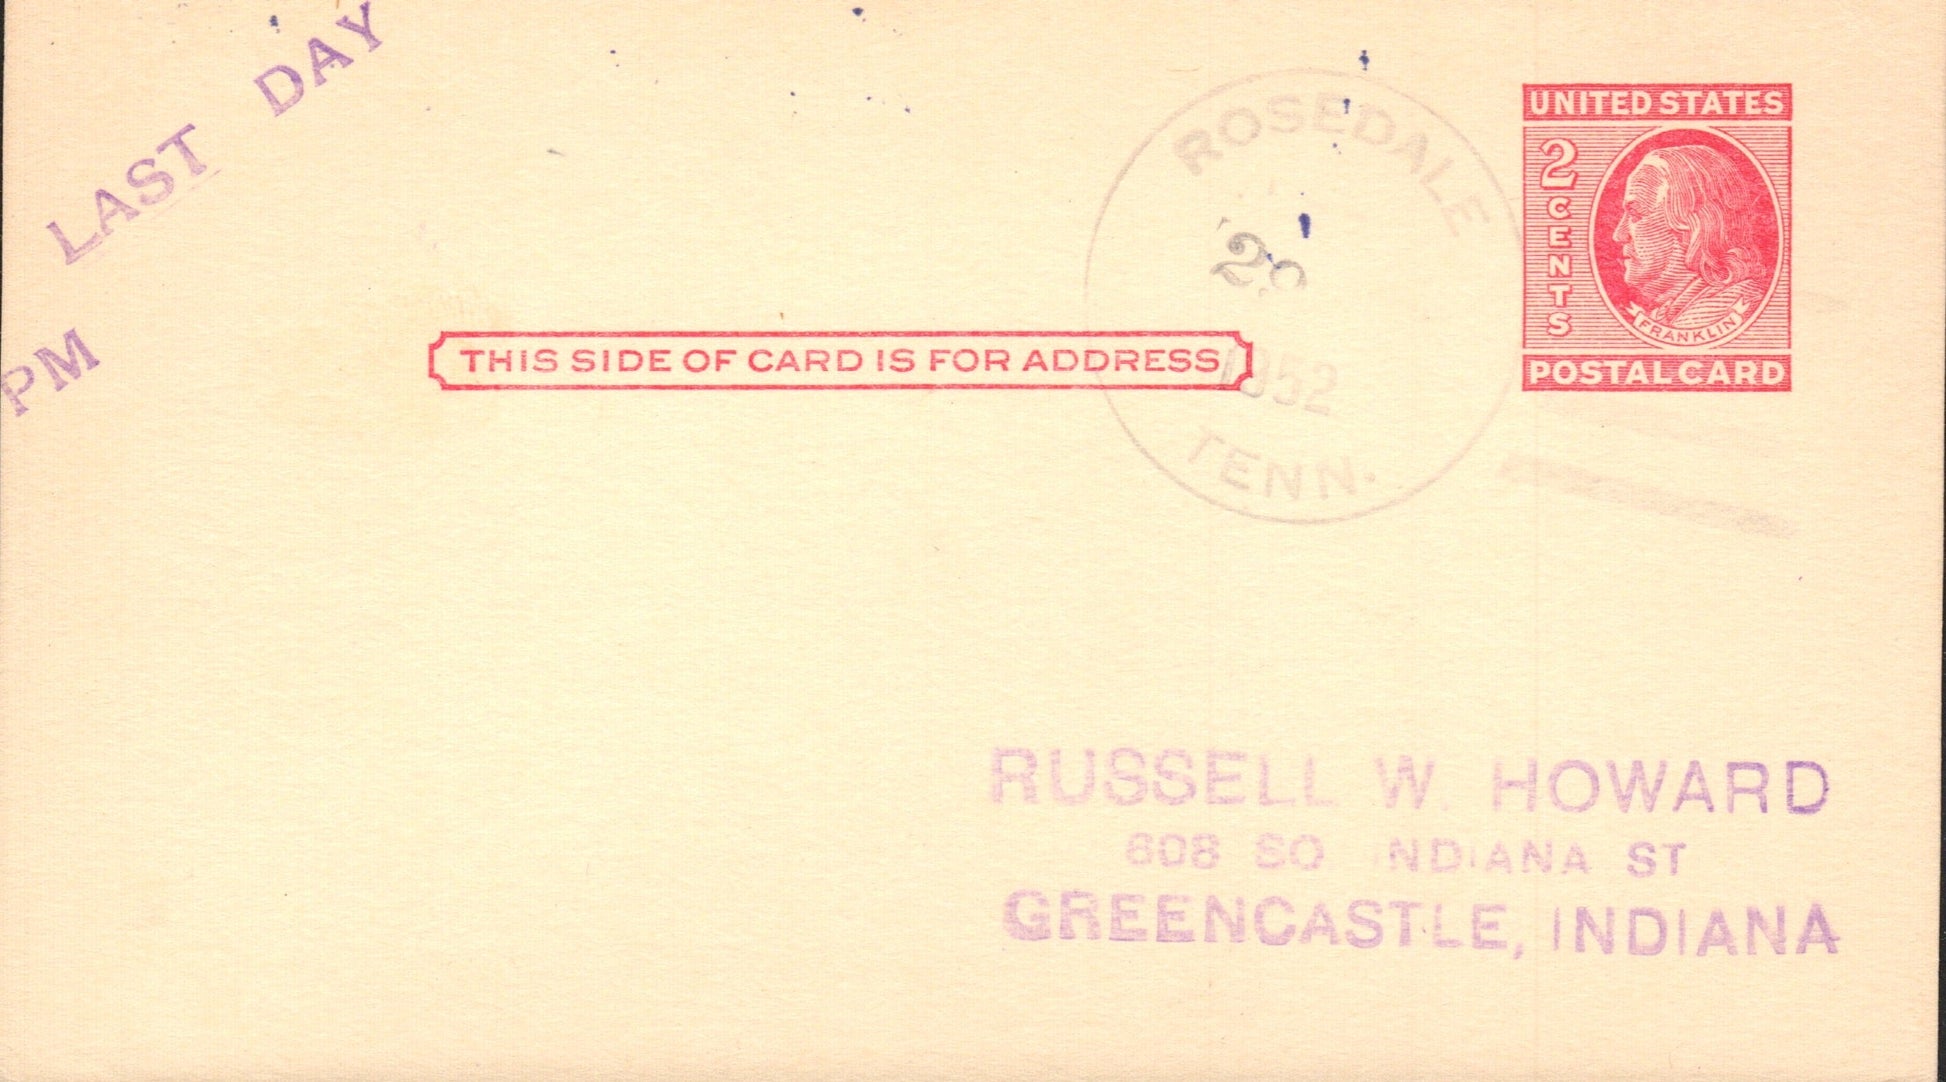 LAST DAY
PM
ROSEDALE
1952
TENN.
UNITED STATES
2 CENTS
FRANKLIN
POSTAL CARD
THIS SIDE OF CARD IS FOR ADDRESS
RUSSELL W. HOWARD
608 SO INDIANA ST
GREENCASTLE, INDIANA